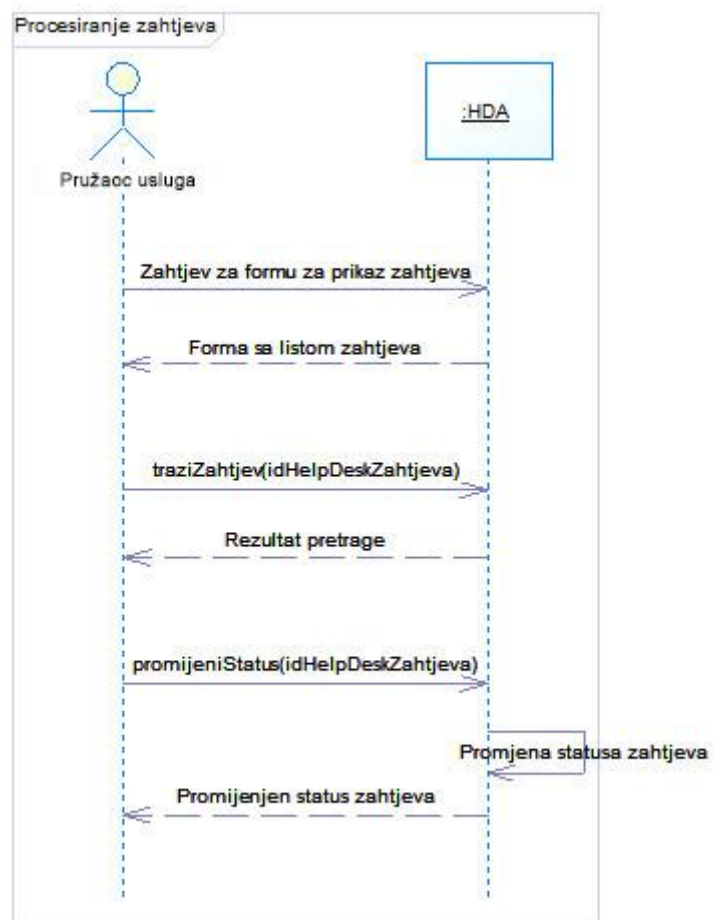 Procesiranje zahtjeva
:HDA
Pružaoc usluga
Zahtjev za formu za prikaz zahtjeva
Forma sa listom zahtjeva
traziZahtjev(idHelpDeskZahtjeva)
Rezultat pretrage
promijeniStatus(idHelpDeskZahtjeva)
Promjena statusa zahtjeva
Promijenjen status zahtjeva